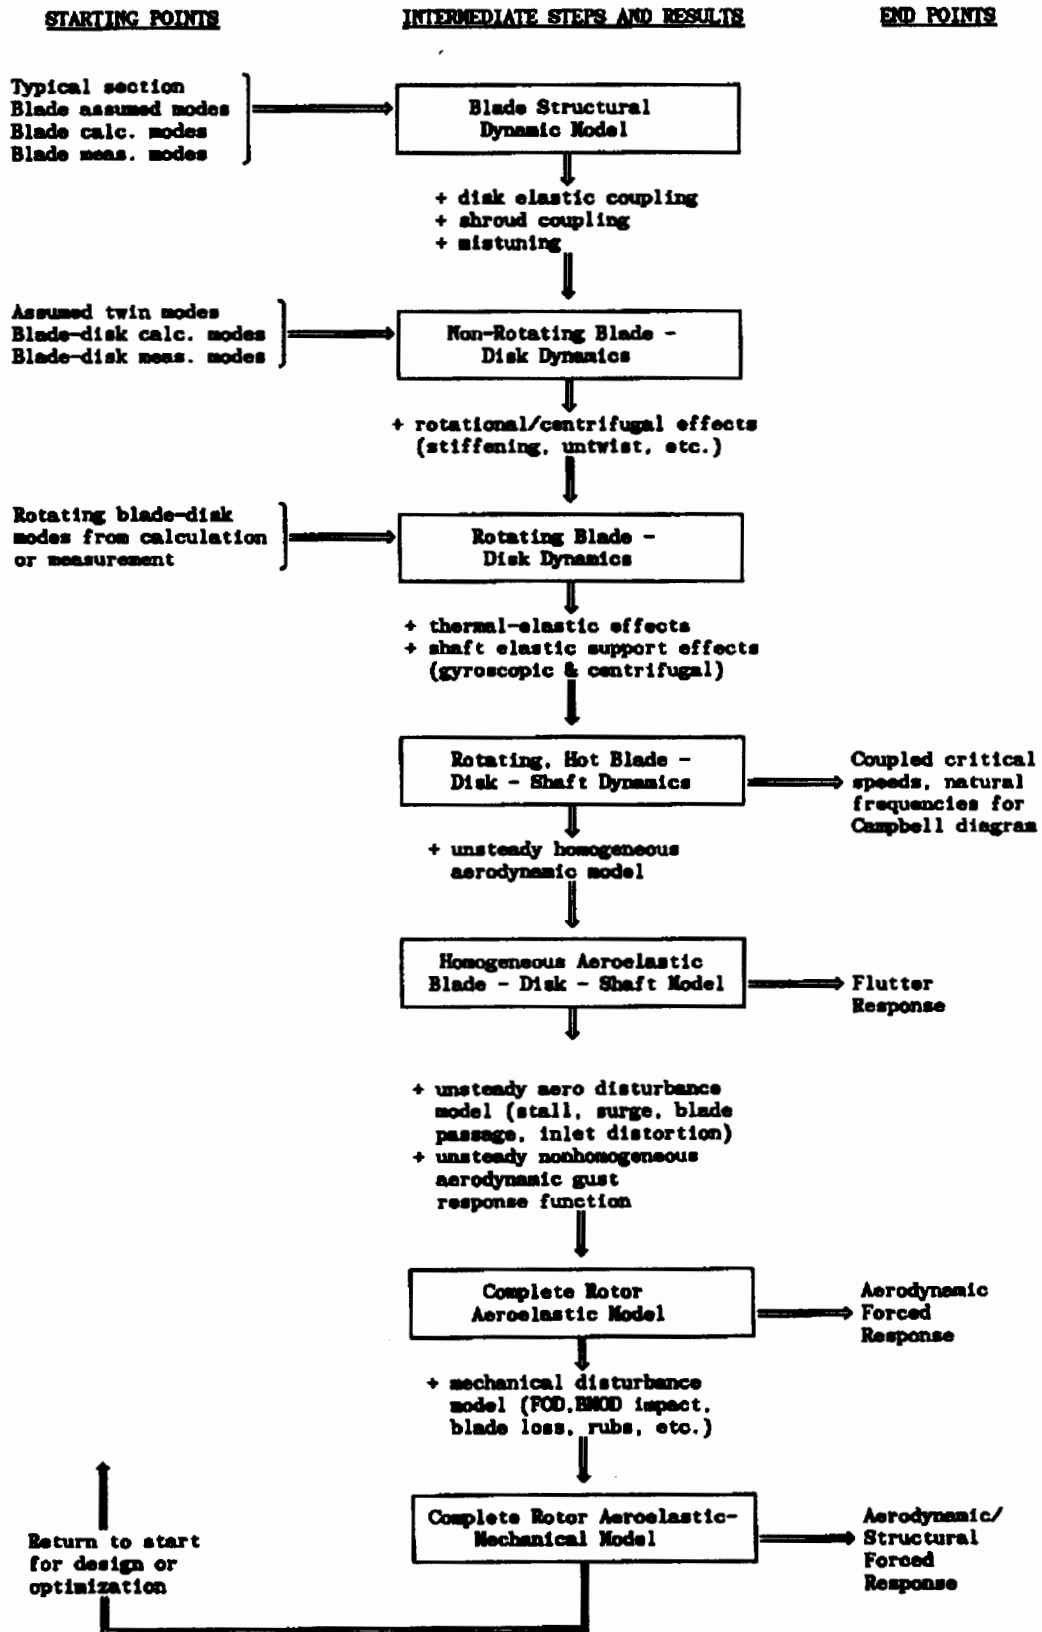 STARTING POINTS
INTERMEDIATE STEPS AND RESULTS
END POINTS
Typical section
Blade assumed modes
Blade calc. modes
Blade meas. modes
Blade Structural
Dynamic Model
+ disk elastic coupling
+ shroud coupling
+ mistuning
Assumed twin modes
Blade-disk calc. modes
Blade-disk meas. modes
Non-Rotating Blade -
Disk Dynamics
+ rotational/centrifugal effects
(stiffening, untwist, etc.)
Rotating blade-disk
modes from calculation
or measurement
Rotating Blade -
Disk Dynamics
+ thermal-elastic effects
+ shaft elastic support effects
(gyroscopic & centrifugal)
Rotating, Hot Blade -
Disk - Shaft Dynamics
Coupled critical
speeds, natural
frequencies for
Campbell diagram
+ unsteady homogeneous
aerodynamic model
Homogeneous Aeroelastic
Blade - Disk - Shaft Model
Flutter
Response
+ unsteady aero disturbance
model (stall, surge, blade
passage, inlet distortion)
+ unsteady nonhomogeneous
aerodynamic gust
response function
Complete Rotor
Aeroelastic Model
Aerodynamic
Forced
Response
+ mechanical disturbance
model (FOD,BMOD impact,
blade loss, rubs, etc.)
Complete Rotor Aeroelastic-
Mechanical Model
Aerodynamic/
Structural
Forced
Response
Return to start
for design or
optimization